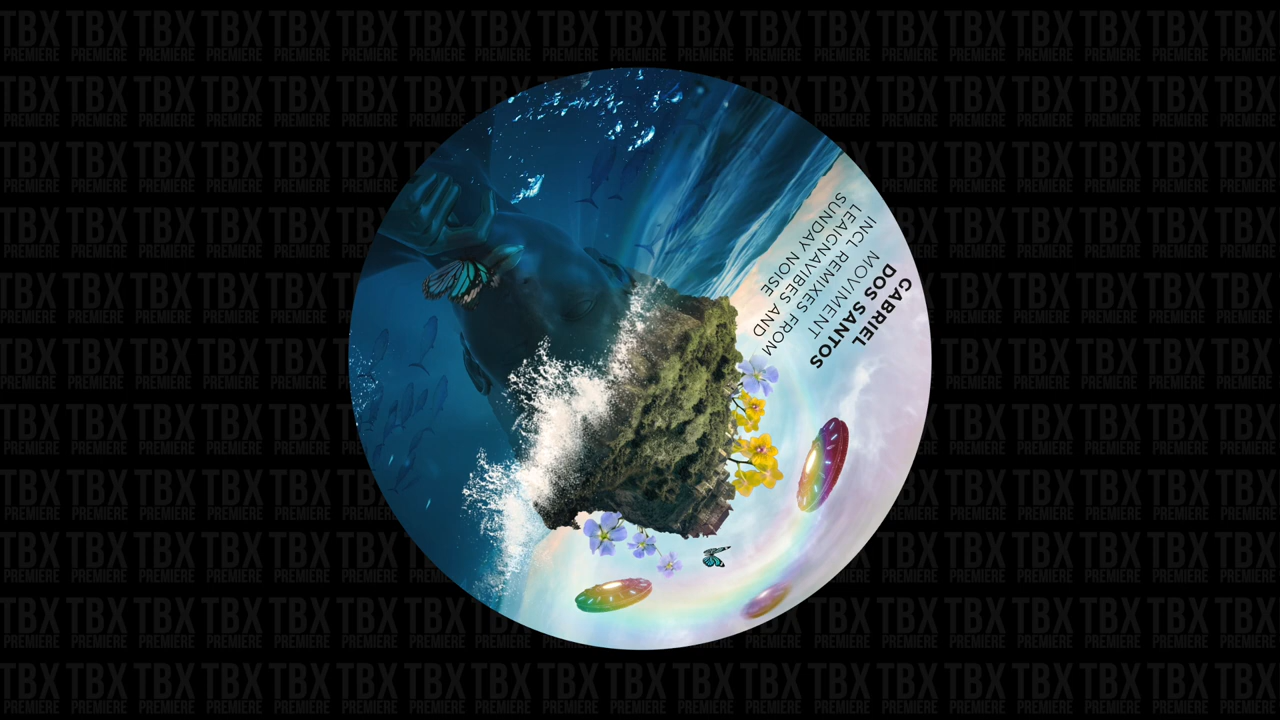 GABRIEL
DOS SANTOS
MOVIMENT
INCL REMIXES FROM
LEAIGNAVIBES AND
SUNDAY NOISE
TBX
PREMIERE